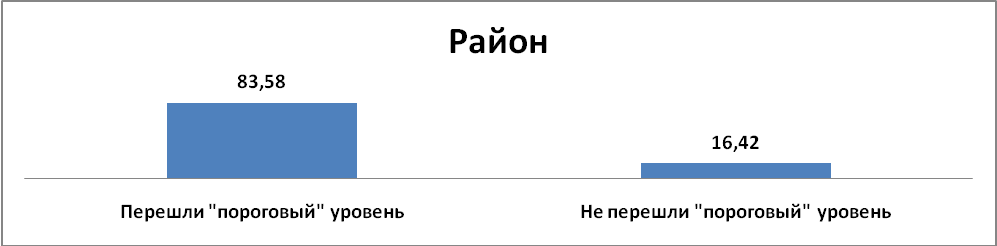 Район
83,58
16,42
Перешли "пороговый" уровень
Не перешли "пороговый" уровень